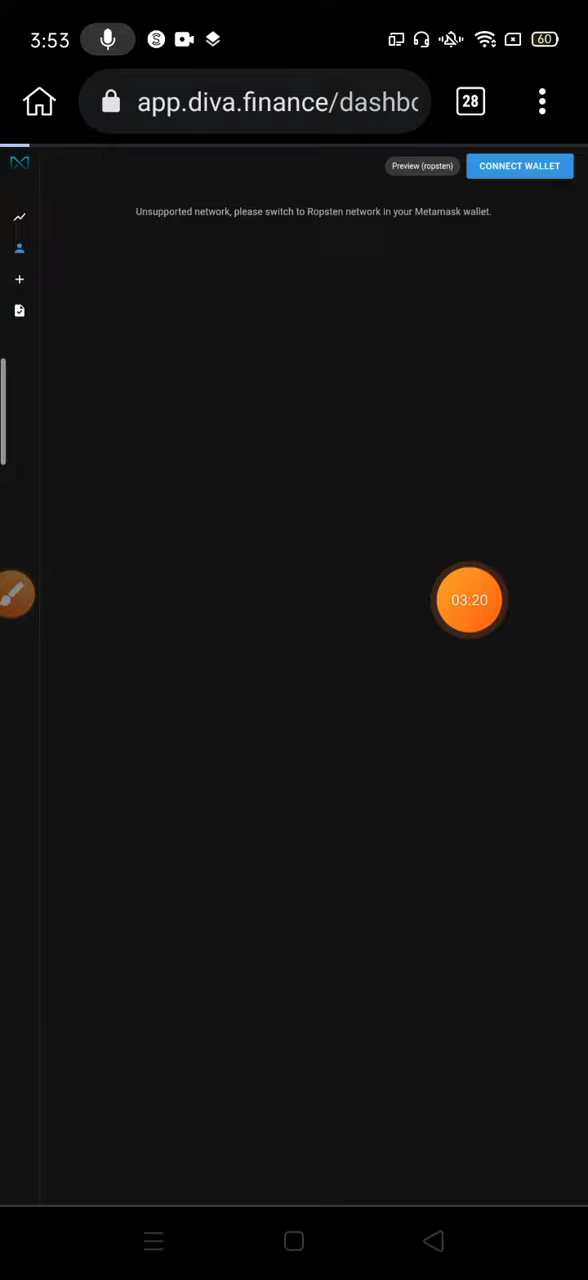 3:53
60
app.diva.finance/dashbo
28
Preview (ropsten)
CONNECT WALLET
Unsupported network, please switch to Ropsten network in your Metamask wallet.
03:20